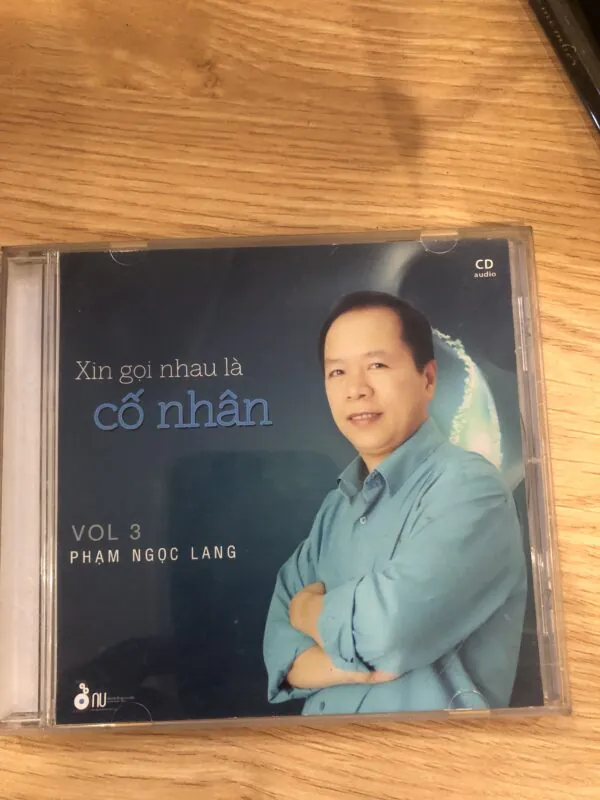 CD
audio
Xin gọi nhau là
cố nhân
VOL 3
PHẠM NGỌC LANG
NU